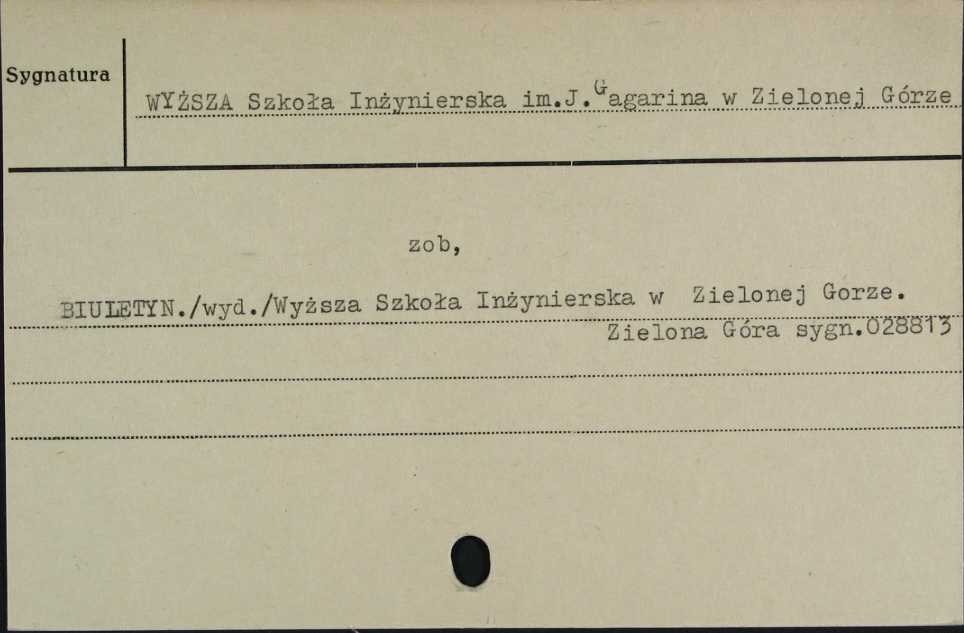 Sygnatura
WYŻSZA Szkoła Inżynierska im.J.Gagarina w Zielonej Górze
zob,
BIULETYN./wyd./Wyższa Szkoła Inżynierska w Zielonej Gorze.
Zielona Góra sygn.028813